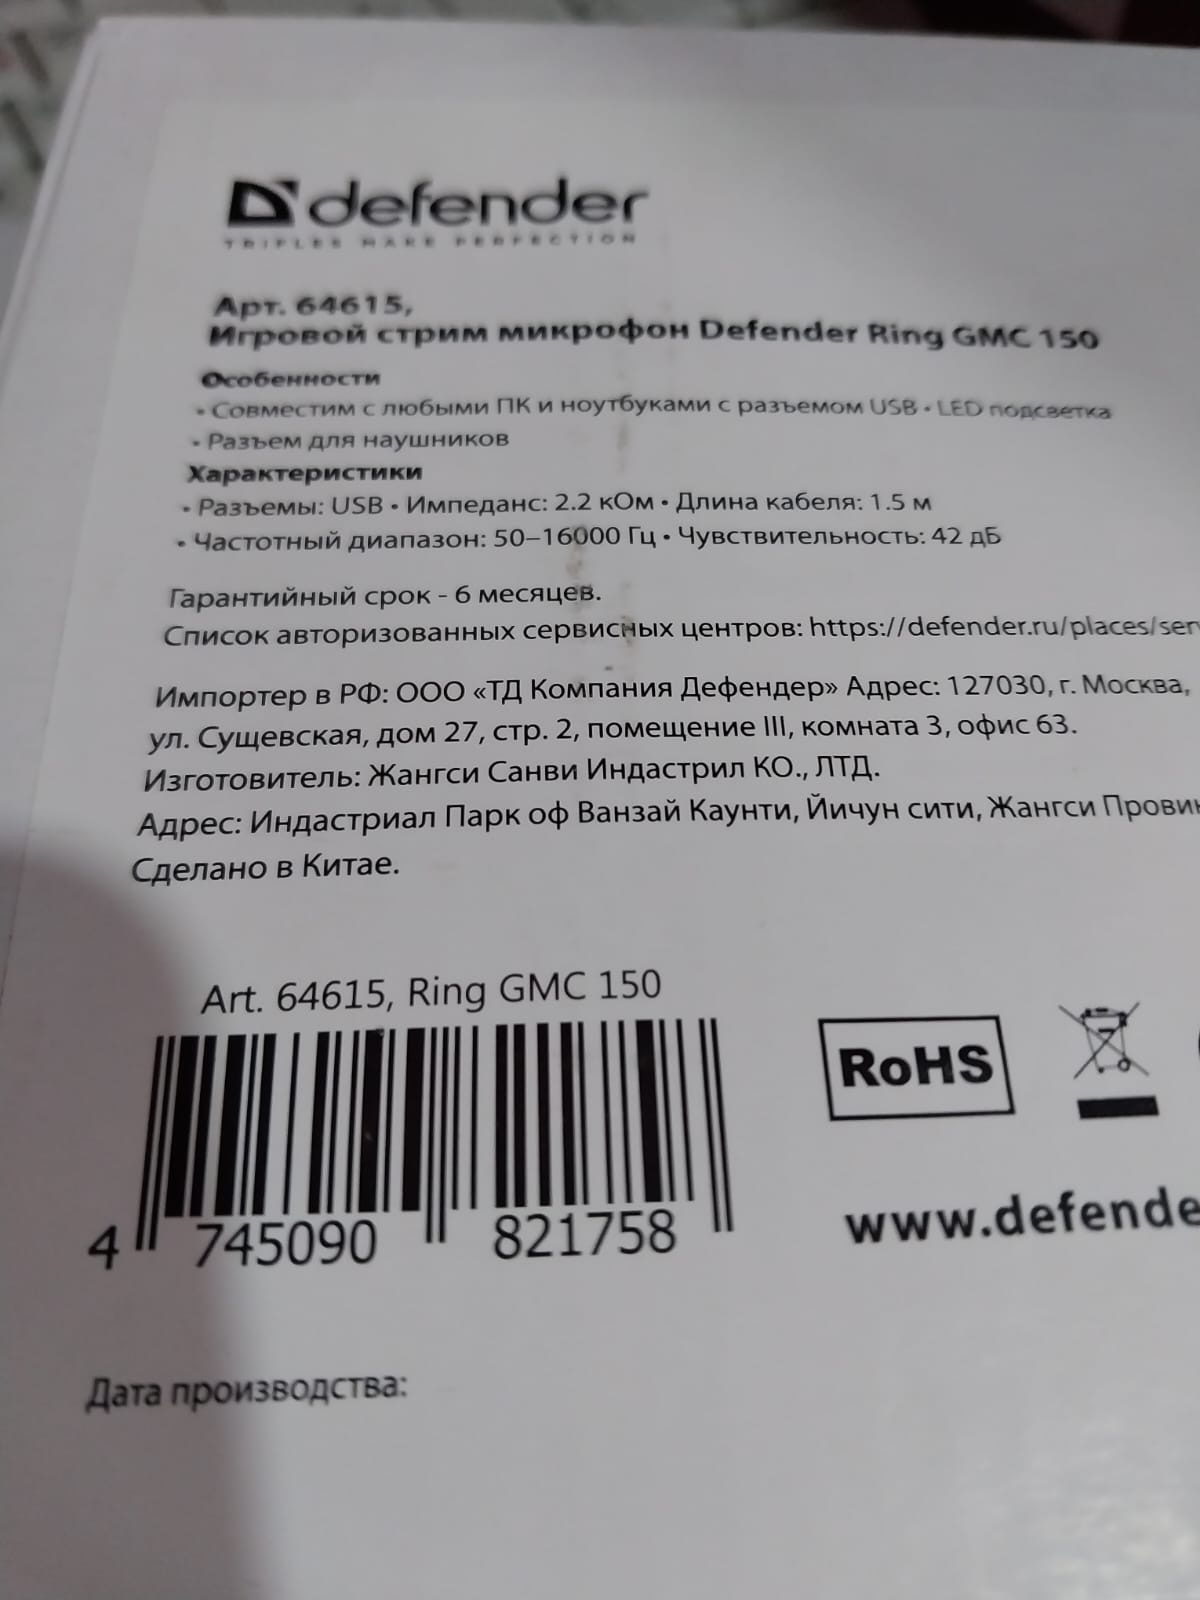 defender
TRIPLES MAKE PERFECTION
Арт. 64615,
Игровой стрим микрофон Defender Ring GMC 150
Особенности
• Совместим с любыми ПК и ноутбуками с разъемом USB • LED подсветка
• Разъем для наушников
Характеристики
• Разъемы: USB • Импеданс: 2.2 кОм • Длина кабеля: 1.5 м
• Частотный диапазон: 50–16000 Гц • Чувствительность: 42 дБ
Гарантийный срок - 6 месяцев.
Список авторизованных сервисных центров: https://defender.ru/places/ser
Импортер в РФ: ООО «ТД Компания Дефендер» Адрес: 127030, г. Москва,
ул. Сущевская, дом 27, стр. 2, помещение III, комната 3, офис 63.
Изготовитель: Жангси Санви Индастрил КО., ЛТД.
Адрес: Индастриал Парк оф Ванзай Каунти, Йичун сити, Жангси Прови
Сделано в Китае.
Art. 64615, Ring GMC 150
4 745090 821758
RoHS
www.defende
Дата производства: